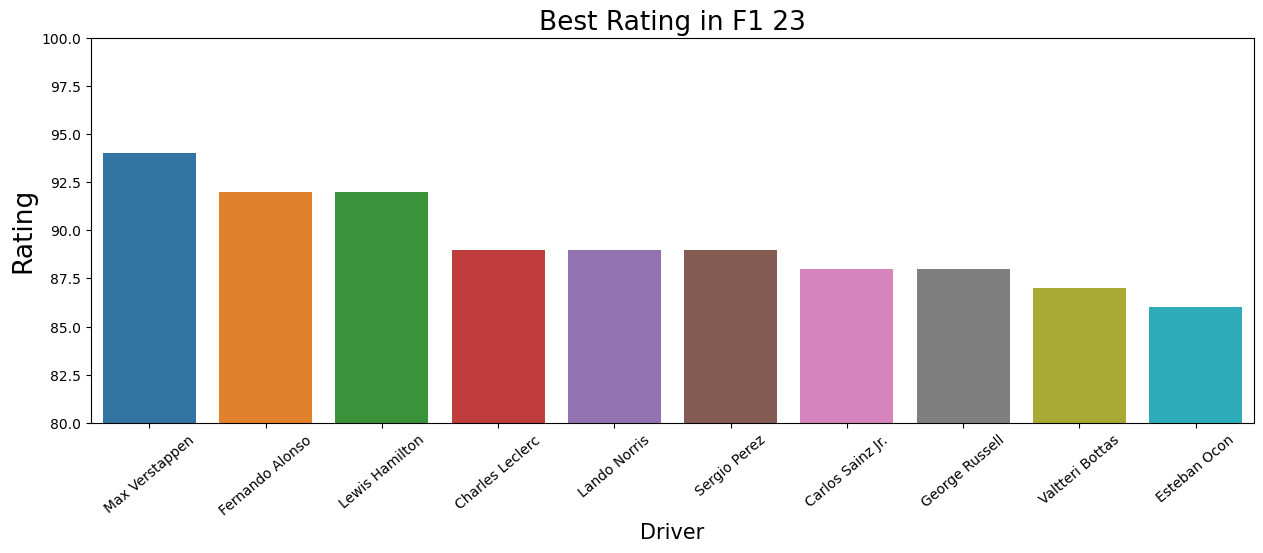 Best Rating in F1 23
Rating
100.0
97.5
95.0
92.5
90.0
87.5
85.0
82.5
80.0
Max Verstappen
Fernando Alonso
Lewis Hamilton
Charles Leclerc
Lando Norris
Sergio Perez
Carlos Sainz Jr.
George Russell
Valtteri Bottas
Esteban Ocon
Driver